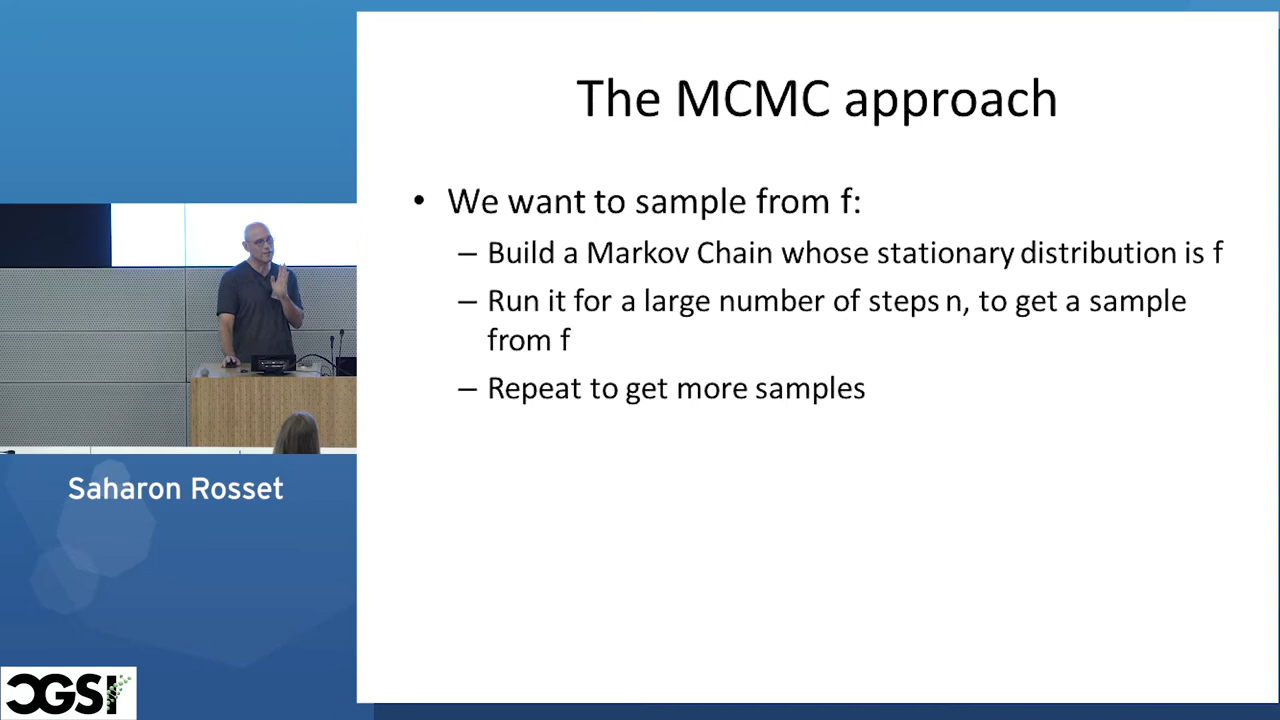 The MCMC approach
• We want to sample from f:
– Build a Markov Chain whose stationary distribution is f
– Run it for a large number of steps n, to get a sample
from f
– Repeat to get more samples
Saharon Rosset
CGSI